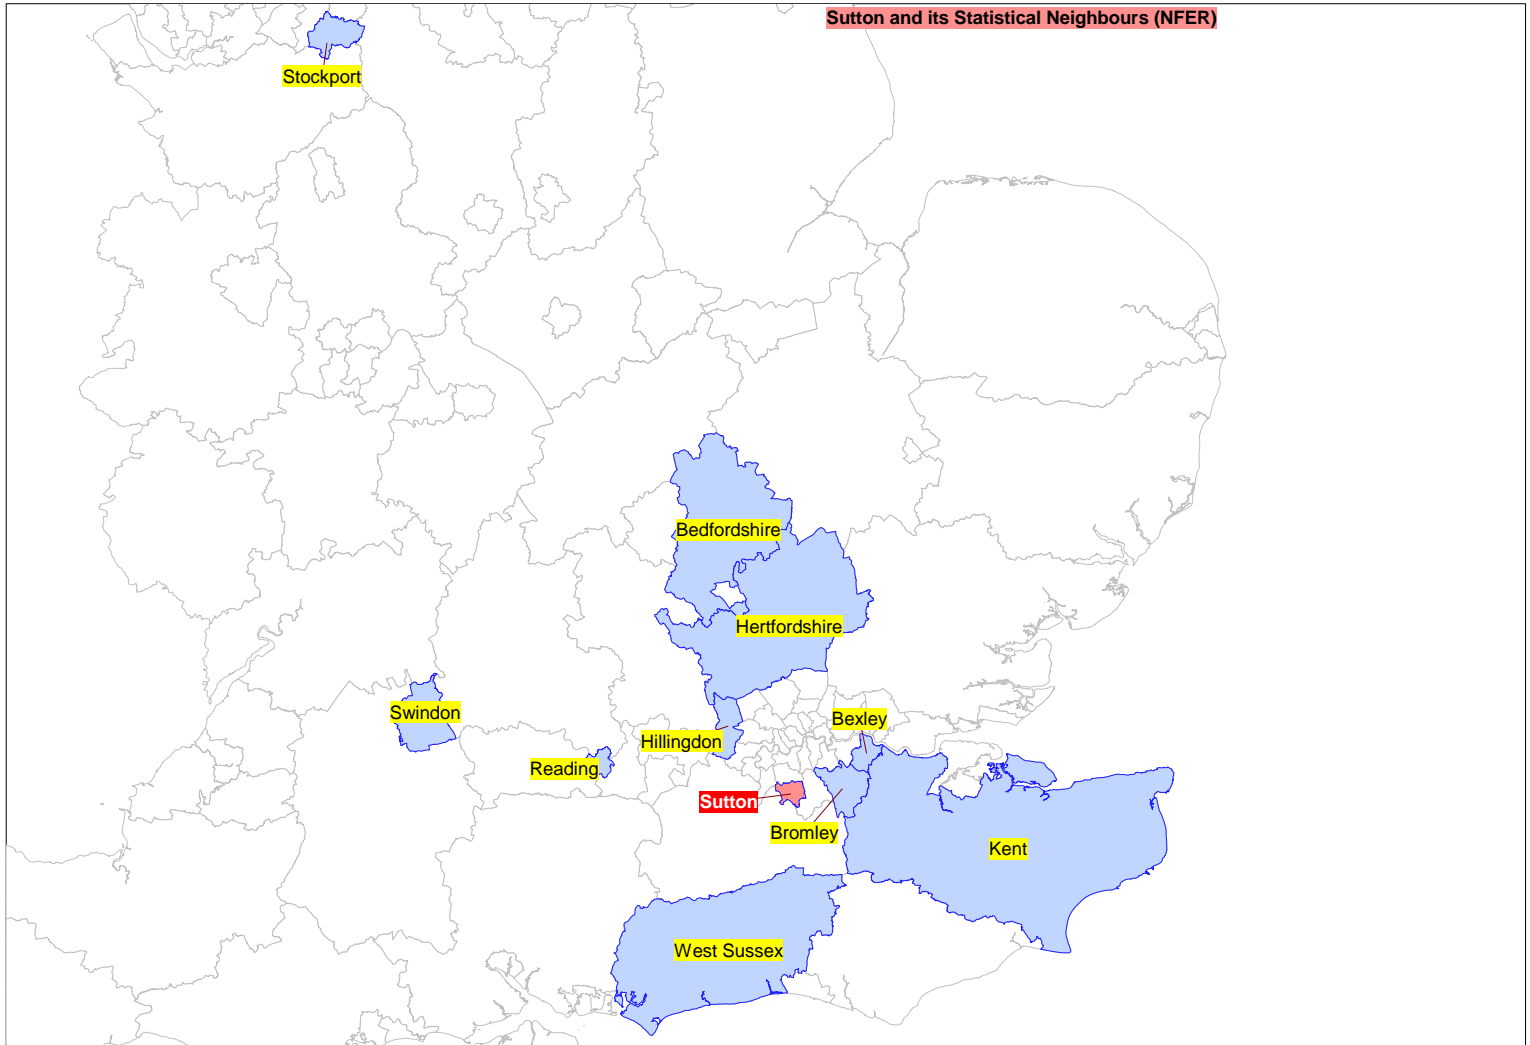 Sutton and its Statistical Neighbours (NFER)
Stockport
Bedfordshire
Hertfordshire
Swindon
Bexley
Hillingdon
Reading
Sutton
Bromley
Kent
West Sussex